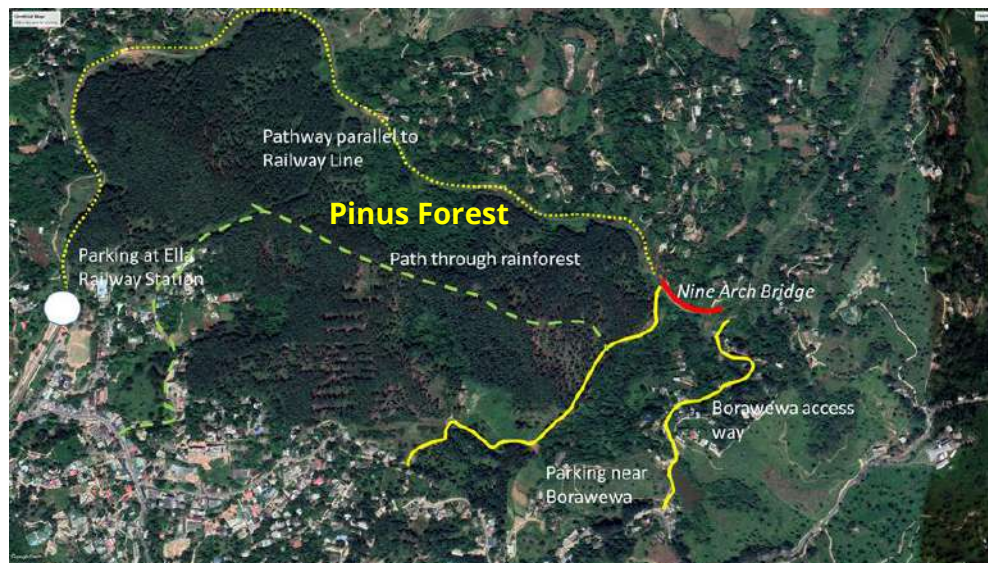 Pathway parallel to
Railway Line
Pinus Forest
Parking at Ella
Railway Station
Path through rainforest
Nine Arch Bridge
Borawewa access
way
Parking near
Borawewa